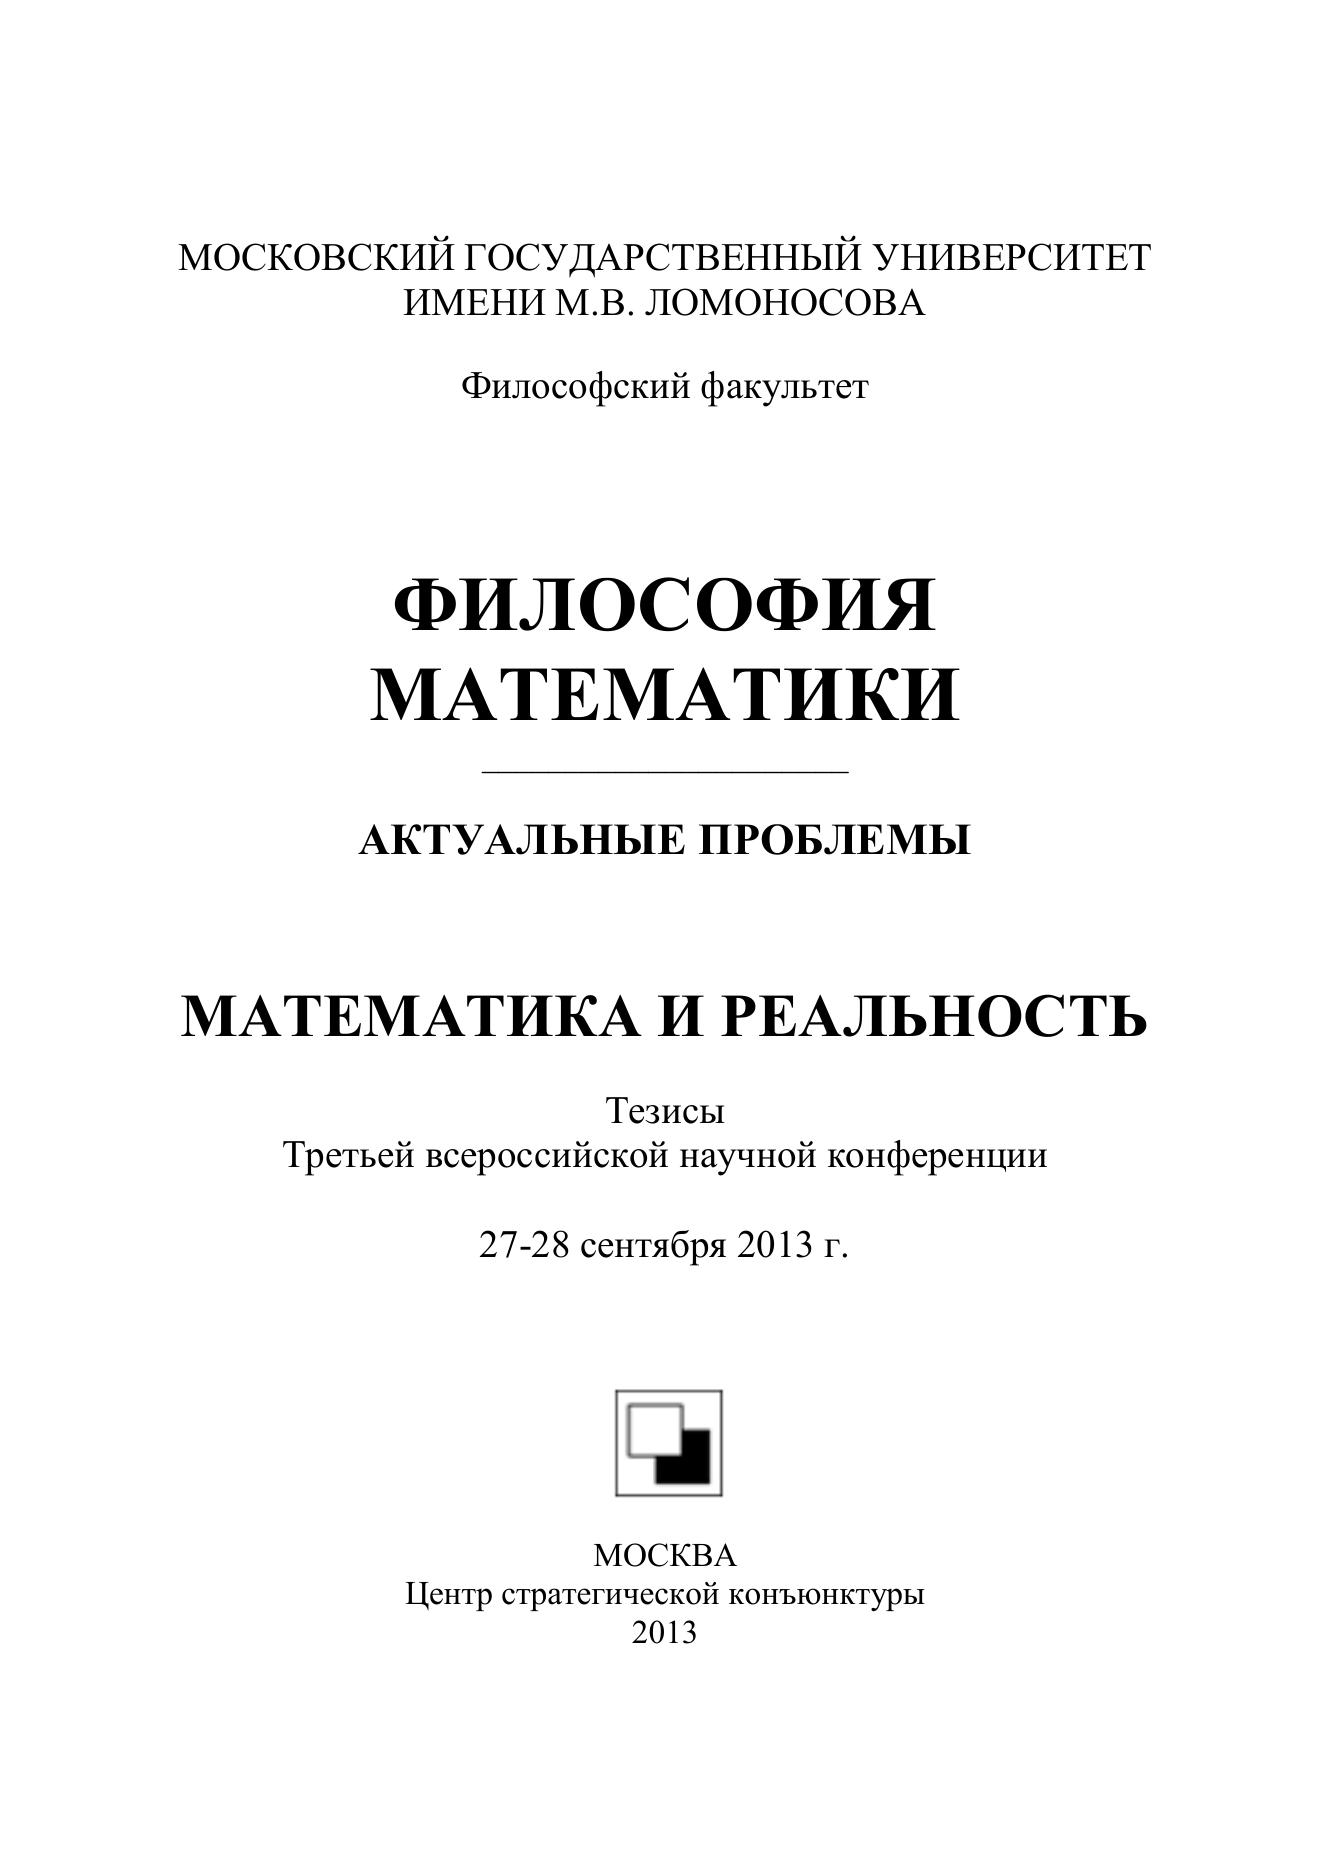 МОСКОВСКИЙ ГОСУДАРСТВЕННЫЙ УНИВЕРСИТЕТ
ИМЕНИ М.В. ЛОМОНОСОВА
Философский факультет
ФИЛОСОФИЯ
МАТЕМАТИКИ
АКТУАЛЬНЫЕ ПРОБЛЕМЫ
МАТЕМАТИКА И РЕАЛЬНОСТЬ
Тезисы
Третьей всероссийской научной конференции
27-28 сентября 2013 г.
МОСКВА
Центр стратегической конъюнктуры
2013